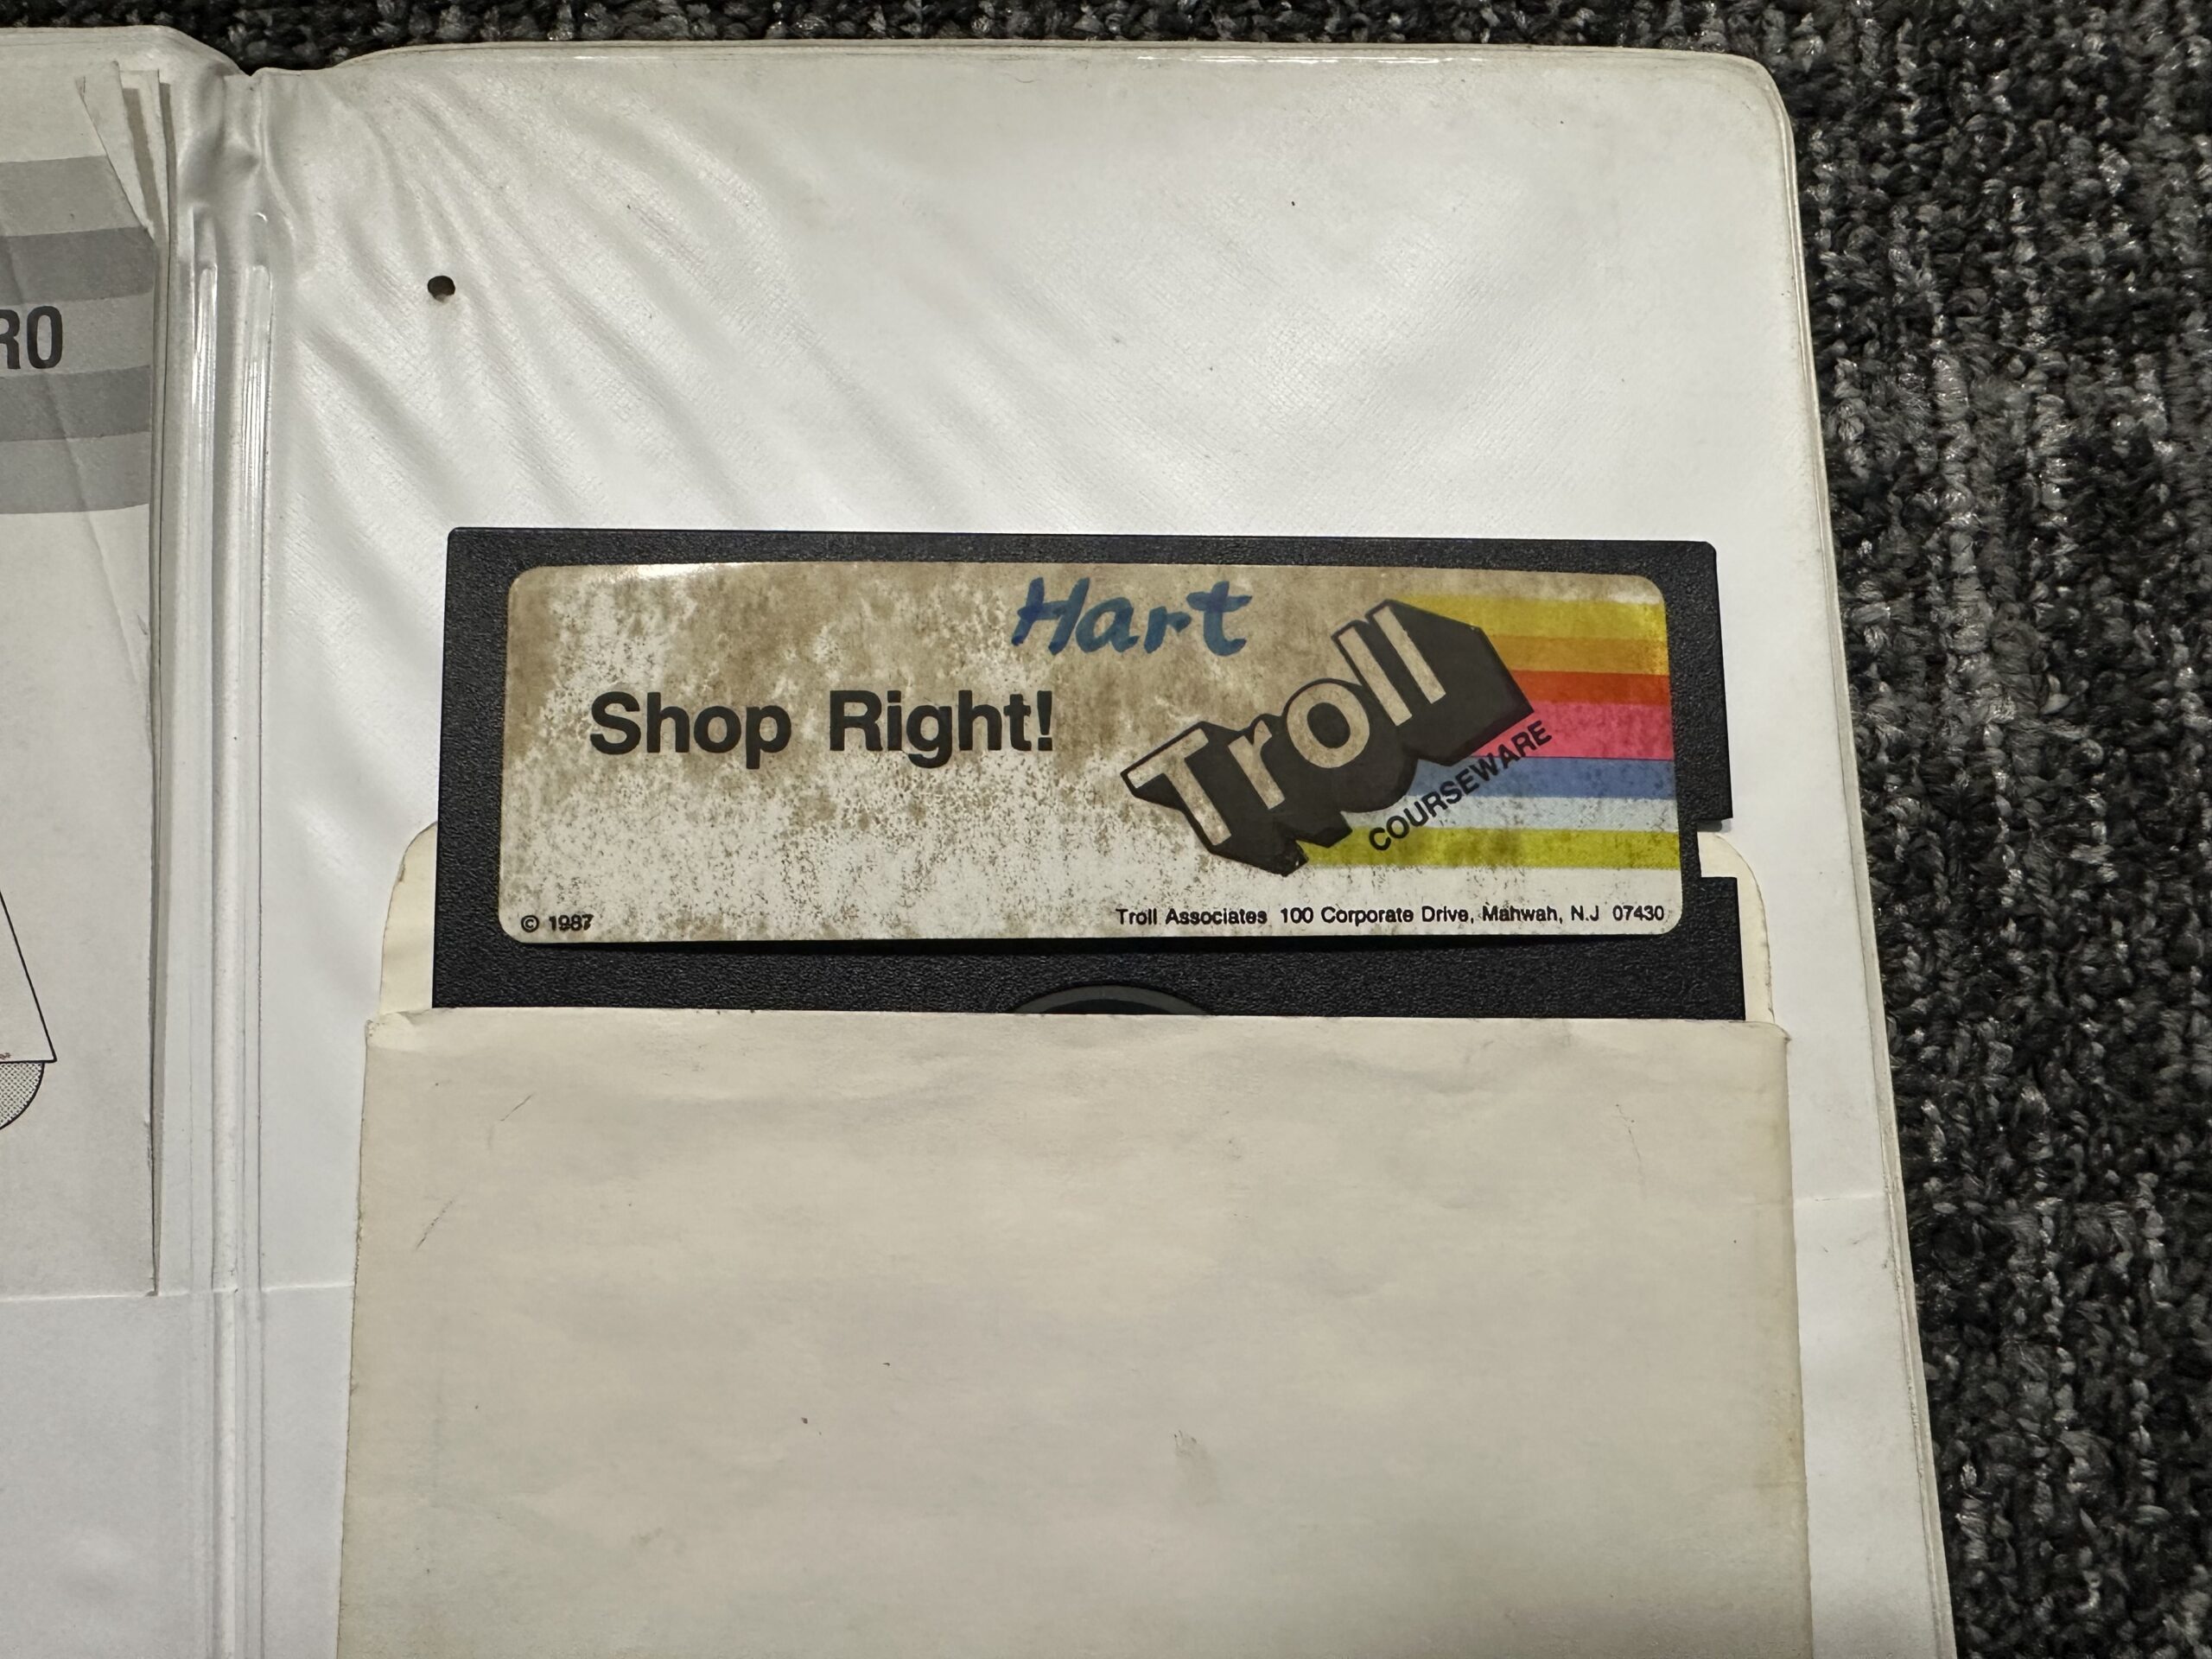 RO
Hart
Shop Right!
Troll
COURSEWARE
© 1987
Troll Associates 100 Corporate Drive, Mahwah, N.J 07430